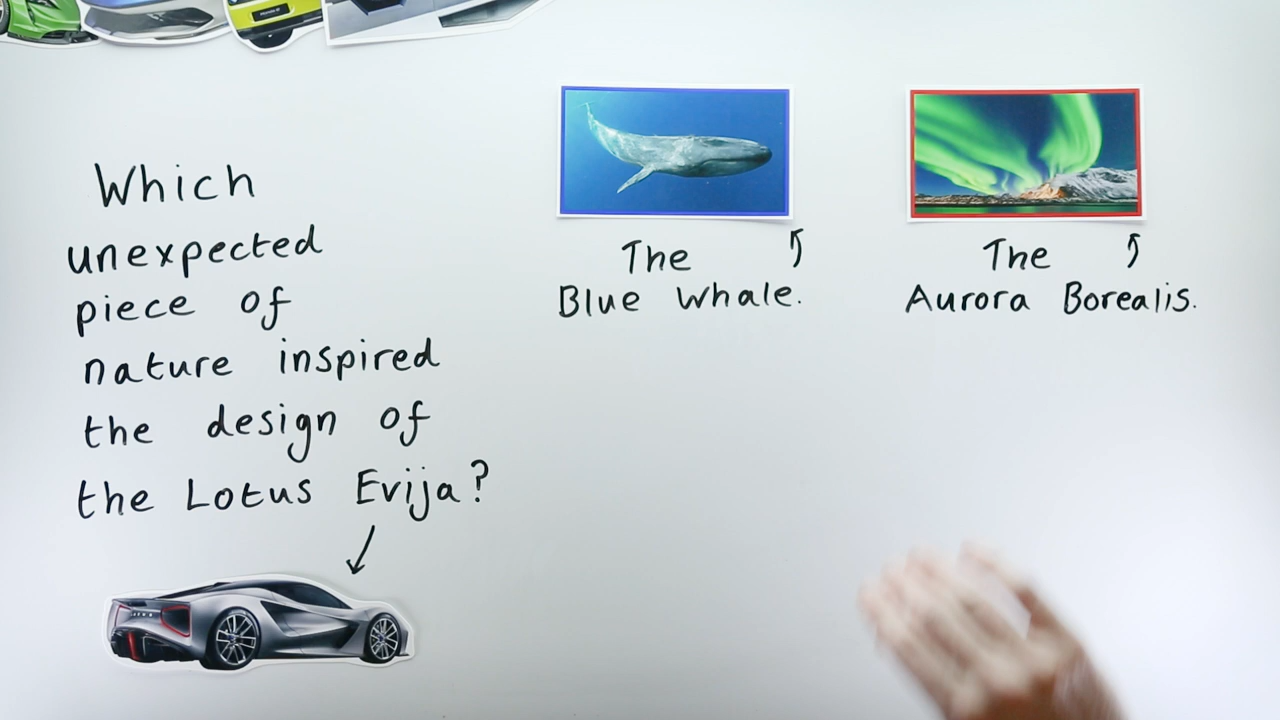 Which
unexpected
piece of
nature inspired
the design of
the Lotus Evija?
The
Blue Whale.
The
Aurora Borealis.